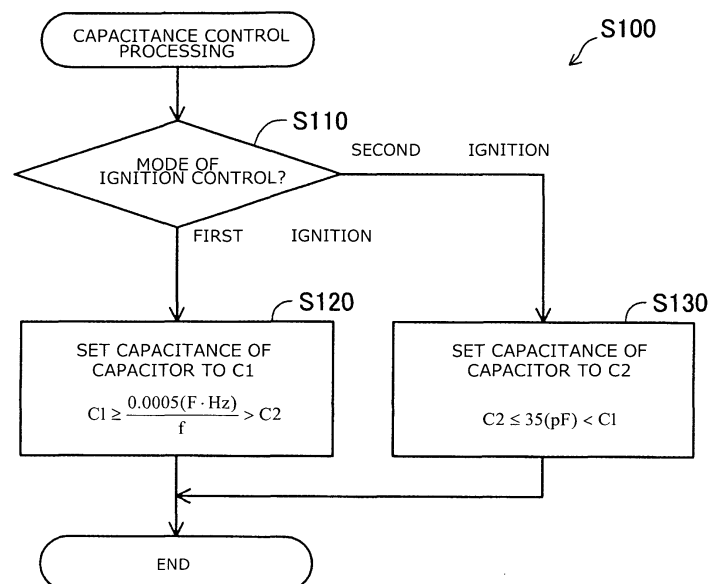 CAPACITANCE CONTROL
PROCESSING
S100
S110
MODE OF
IGNITION CONTROL?
SECOND IGNITION
FIRST IGNITION
S120
SET CAPACITANCE OF
CAPACITOR TO C1
C1 ≥ 0.0005(F · Hz) / f > C2
S130
SET CAPACITANCE OF
CAPACITOR TO C2
C2 ≤ 35(pF) < C1
END